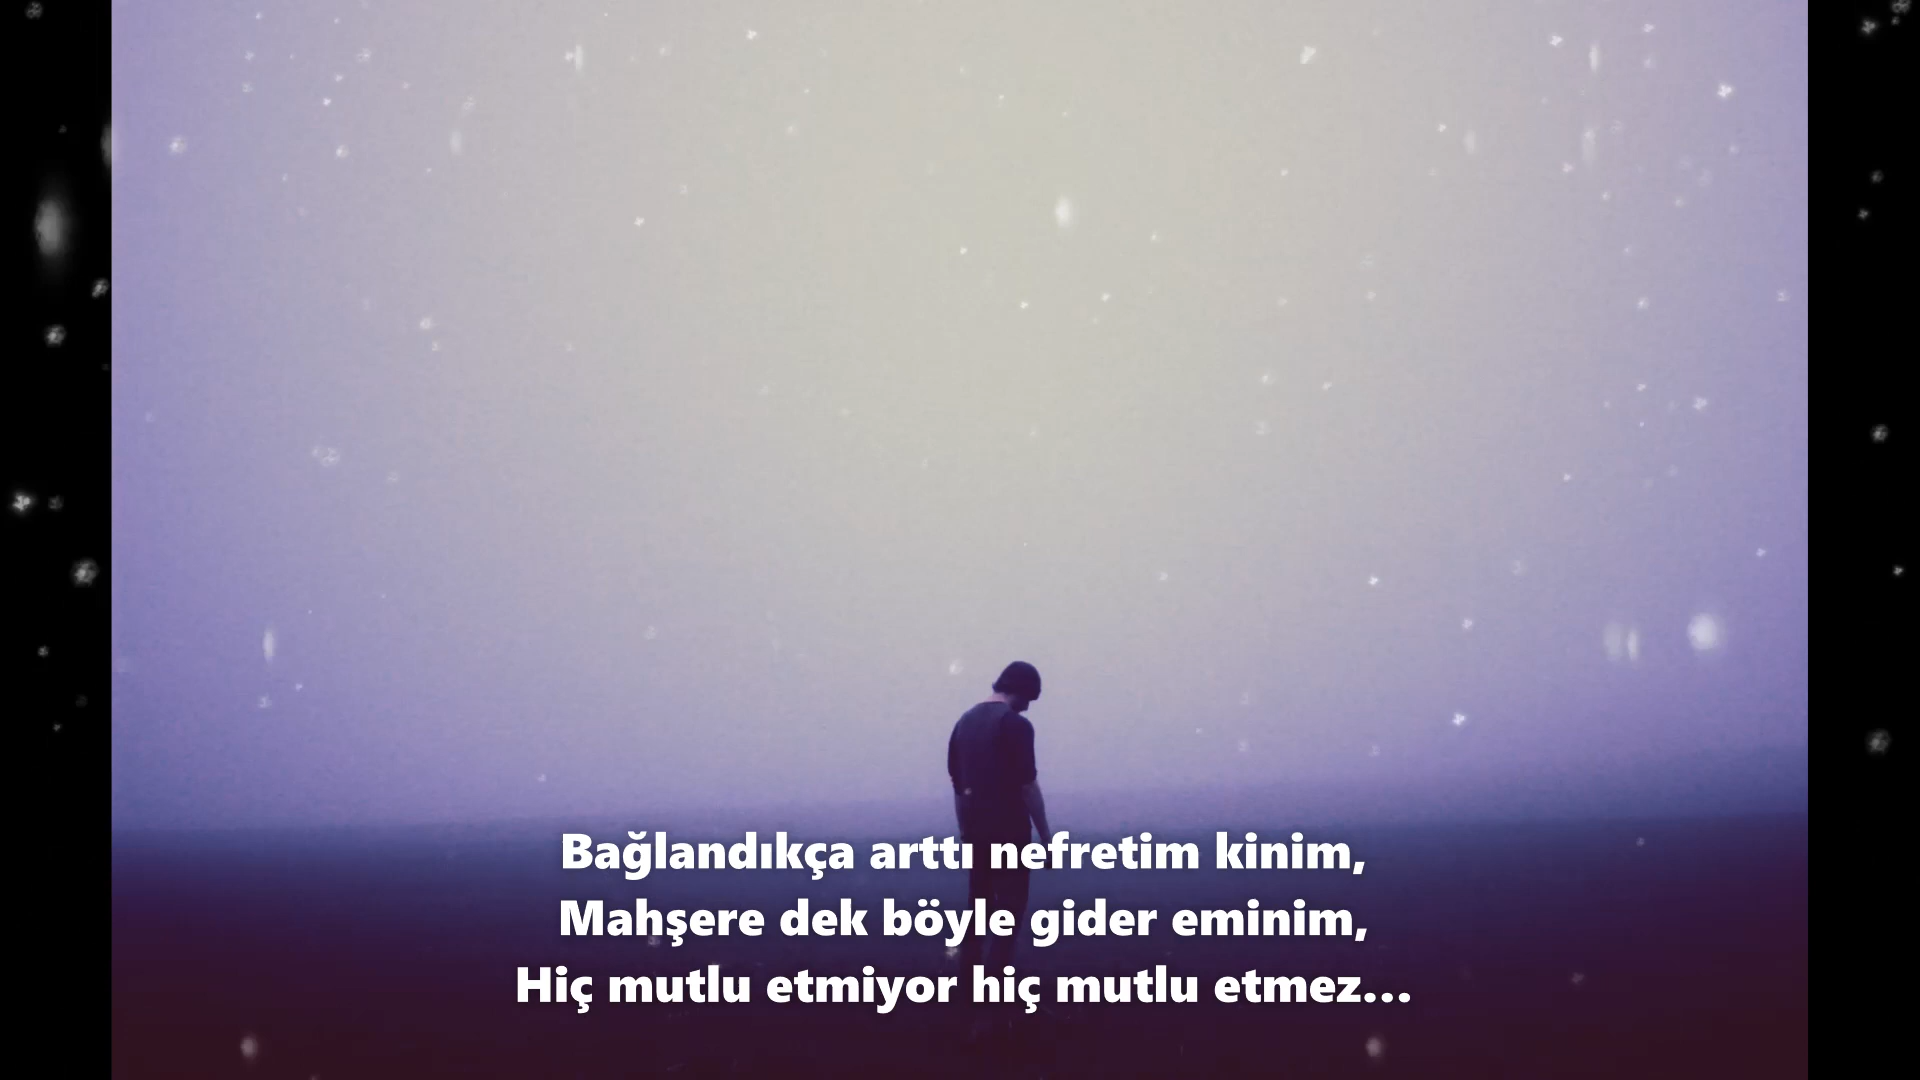 Bağlandıkça arttı nefretim kinim,
Mahşere dek böyle gider eminim,
Hiç mutlu etmiyor hiç mutlu etmez...